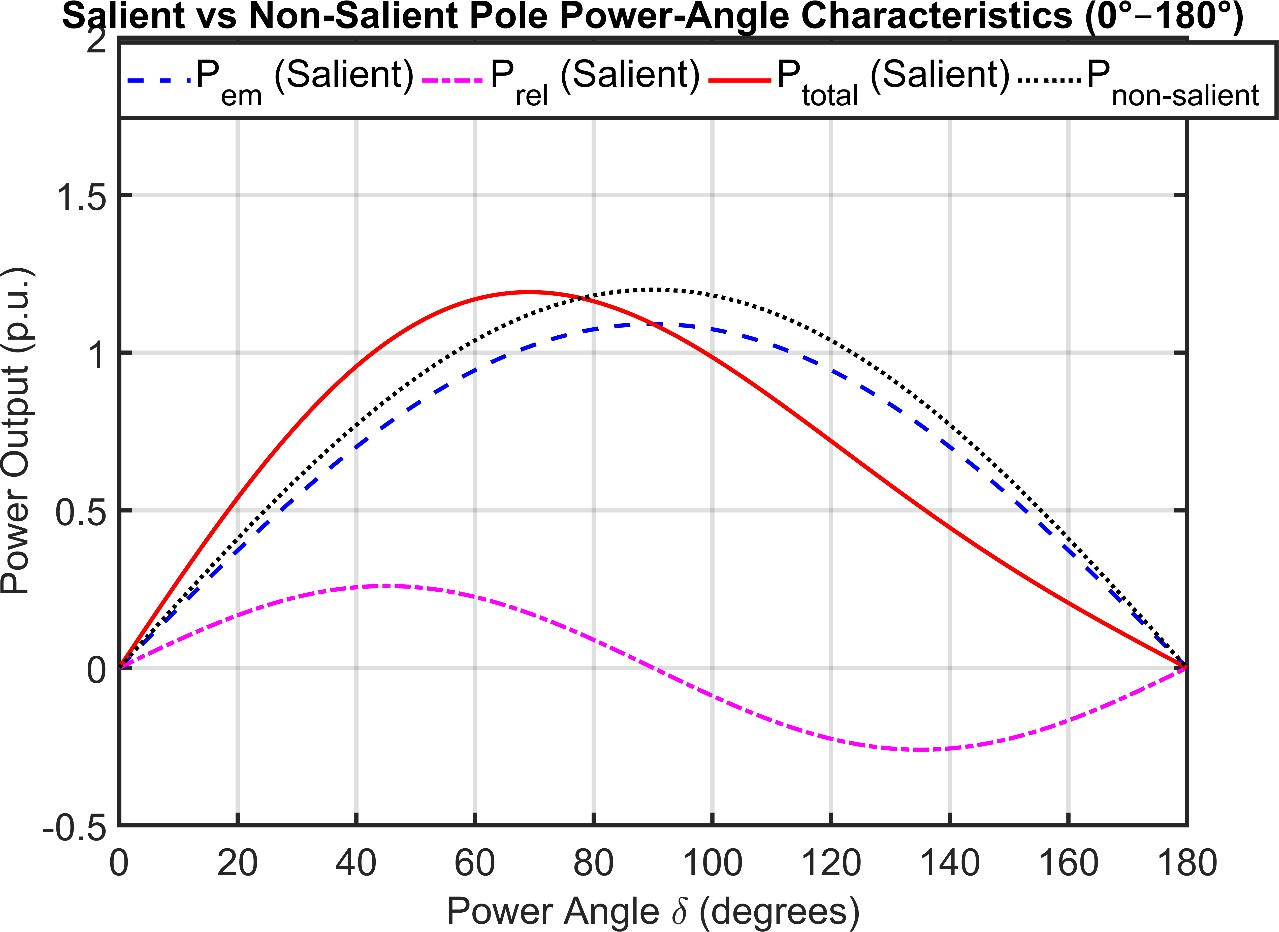 Salient vs Non-Salient Pole Power-Angle Characteristics (0°–180°)
P_em (Salient) P_rel (Salient) P_total (Salient) P_non-salient
2
1.5
1
0.5
0
-0.5
0 20 40 60 80 100 120 140 160 180
Power Output (p.u.)
Power Angle δ (degrees)